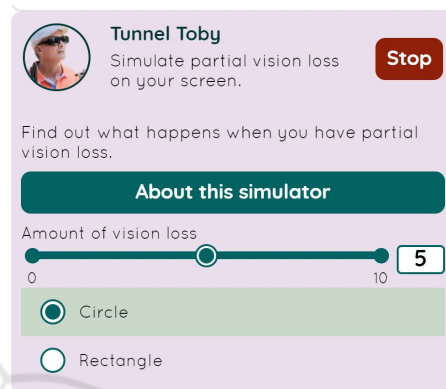 Tunnel Toby
Simulate partial vision loss
on your screen.
Stop
Find out what happens when you have partial
vision loss.
About this simulator
Amount of vision loss
5
0
10
Circle
Rectangle